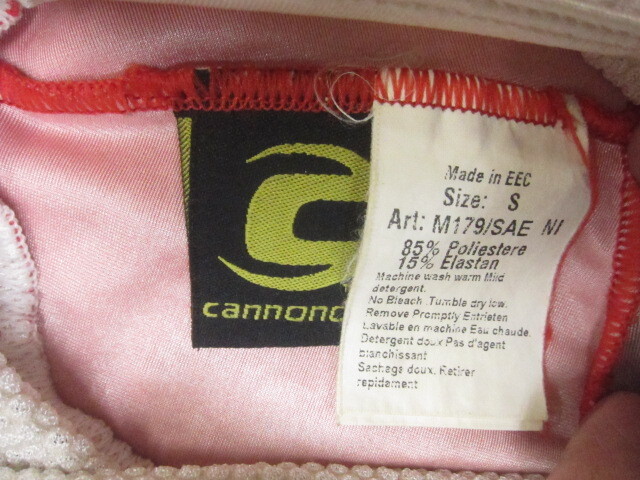 cannond
Made in EEC
Size: S
Art: M179/SAE NI
85% Poliestere
15% Elastan
Machine wash warm Mild
detergent.
No Bleach. Tumble dry low.
Remove Promptly Entrieten
Lavable en machine Eau chaude.
Detergent doux Pas d'agent
blanchissant
Sachage doux. Retirer
repidament